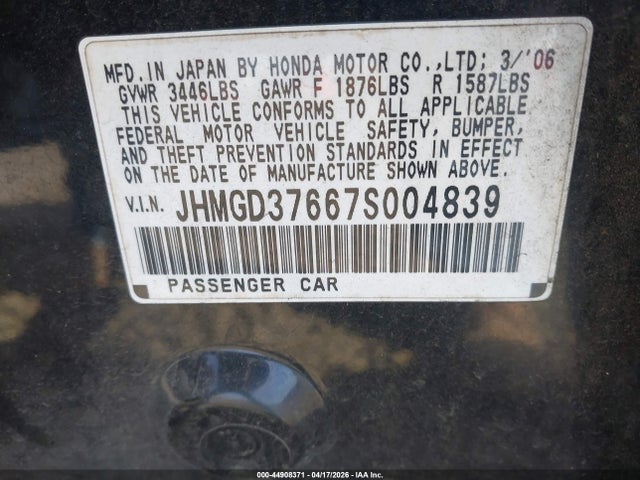 MFD. IN JAPAN BY HONDA MOTOR CO.,LTD; 3/'06
GVWR 3446LBS GAWR F 1876LBS R 1587LBS
THIS VEHICLE CONFORMS TO ALL APPLICABLE
FEDERAL MOTOR VEHICLE SAFETY, BUMPER,
AND THEFT PREVENTION STANDARDS IN EFFECT
ON THE DATE OF MANUFACTURE SHOWN ABOVE.
V.I.N. JHMGD37667S004839
PASSENGER CAR
000-44908371 - 04/17/2026 - IAA Inc.